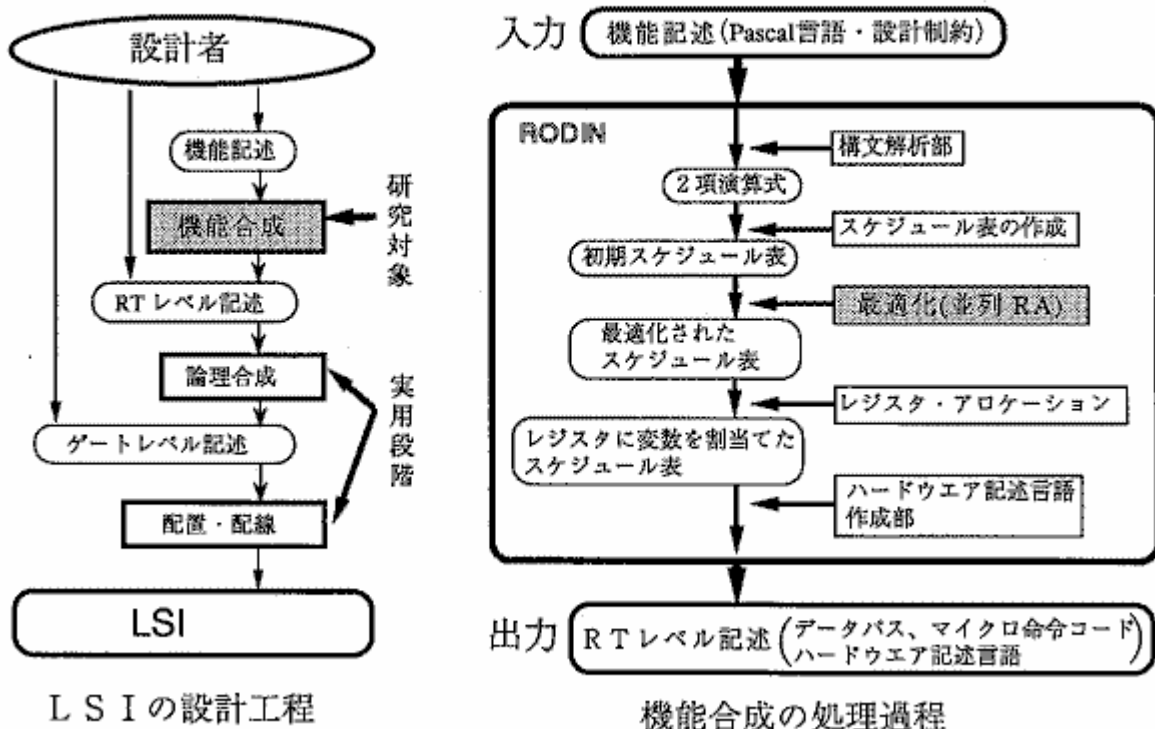 設計者
機能記述
機能合成
研究対象
RTレベル記述
論理合成
実用段階
ゲートレベル記述
配置・配線
LSI
LSIの設計工程
入力 機能記述(Pascal言語・設計制約)
RODIN
構文解析部
2項演算式
スケジュール表の作成
初期スケジュール表
最適化(並列 RA)
最適化された
スケジュール表
レジスタ・アロケーション
レジスタに変数を割当てた
スケジュール表
ハードウエア記述言語
作成部
出力 RTレベル記述(データパス、マイクロ命令コード
ハードウエア記述言語)
機能合成の処理過程